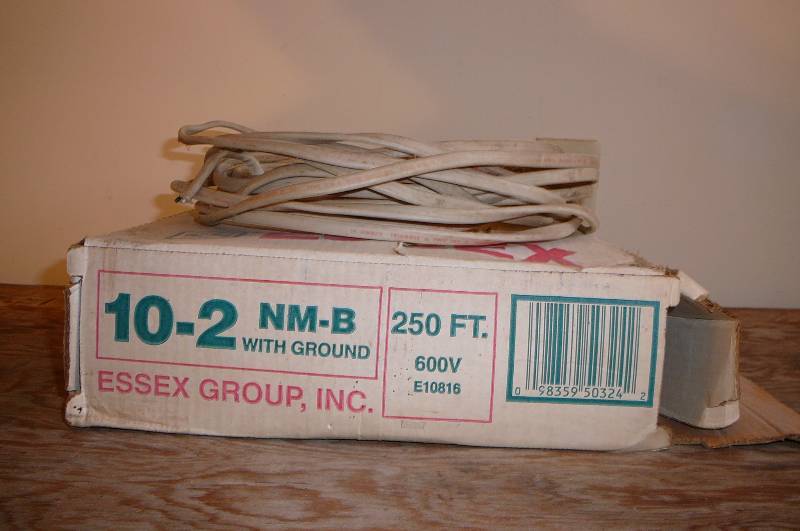 10-2 NM-B
WITH GROUND
ESSEX GROUP, INC.
250 FT.
600V
E10816
0 98359 50324 2